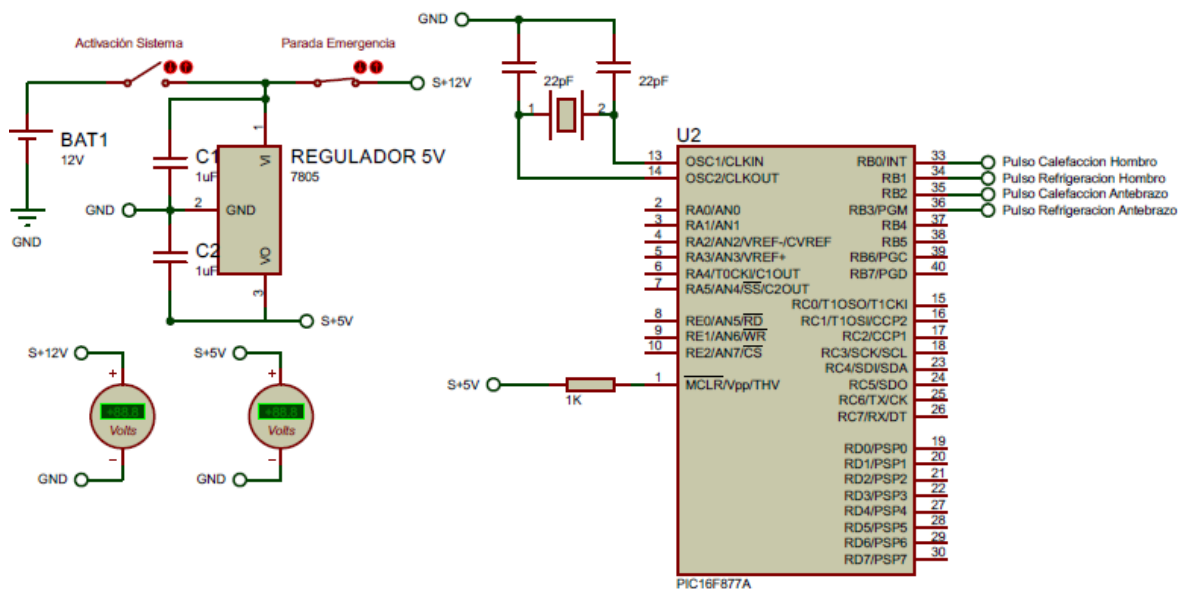 Activación Sistema
Parada Emergencia
S+12V
BAT1
12V
GND
C1
1uF
GND
C2
1uF
1
VI
2
GND
VO
3
REGULADOR 5V
7805
S+5V
S+12V
+
+88.8
Volts
-
GND
S+5V
+
+88.8
Volts
-
GND
GND
22pF
22pF
1
2
S+5V
1K
U2
13 OSC1/CLKIN
14 OSC2/CLKOUT
2 RA0/AN0
3 RA1/AN1
4 RA2/AN2/VREF-/CVREF
5 RA3/AN3/VREF+
6 RA4/T0CKI/C1OUT
7 RA5/AN4/SS/C2OUT
8 RE0/AN5/RD
9 RE1/AN6/WR
10 RE2/AN7/CS
1 MCLR/Vpp/THV
RB0/INT 33 Pulso Calefaccion Hombro
RB1 34 Pulso Refrigeracion Hombro
RB2 35 Pulso Calefaccion Antebrazo
RB3/PGM 36 Pulso Refrigeracion Antebrazo
RB4 37
RB5 38
RB6/PGC 39
RB7/PGD 40
RC0/T1OSO/T1CKI 15
RC1/T1OSI/CCP2 16
RC2/CCP1 17
RC3/SCK/SCL 18
RC4/SDI/SDA 23
RC5/SDO 24
RC6/TX/CK 25
RC7/RX/DT 26
RD0/PSP0 19
RD1/PSP1 20
RD2/PSP2 21
RD3/PSP3 22
RD4/PSP4 27
RD5/PSP5 28
RD6/PSP6 29
RD7/PSP7 30
PIC16F877A